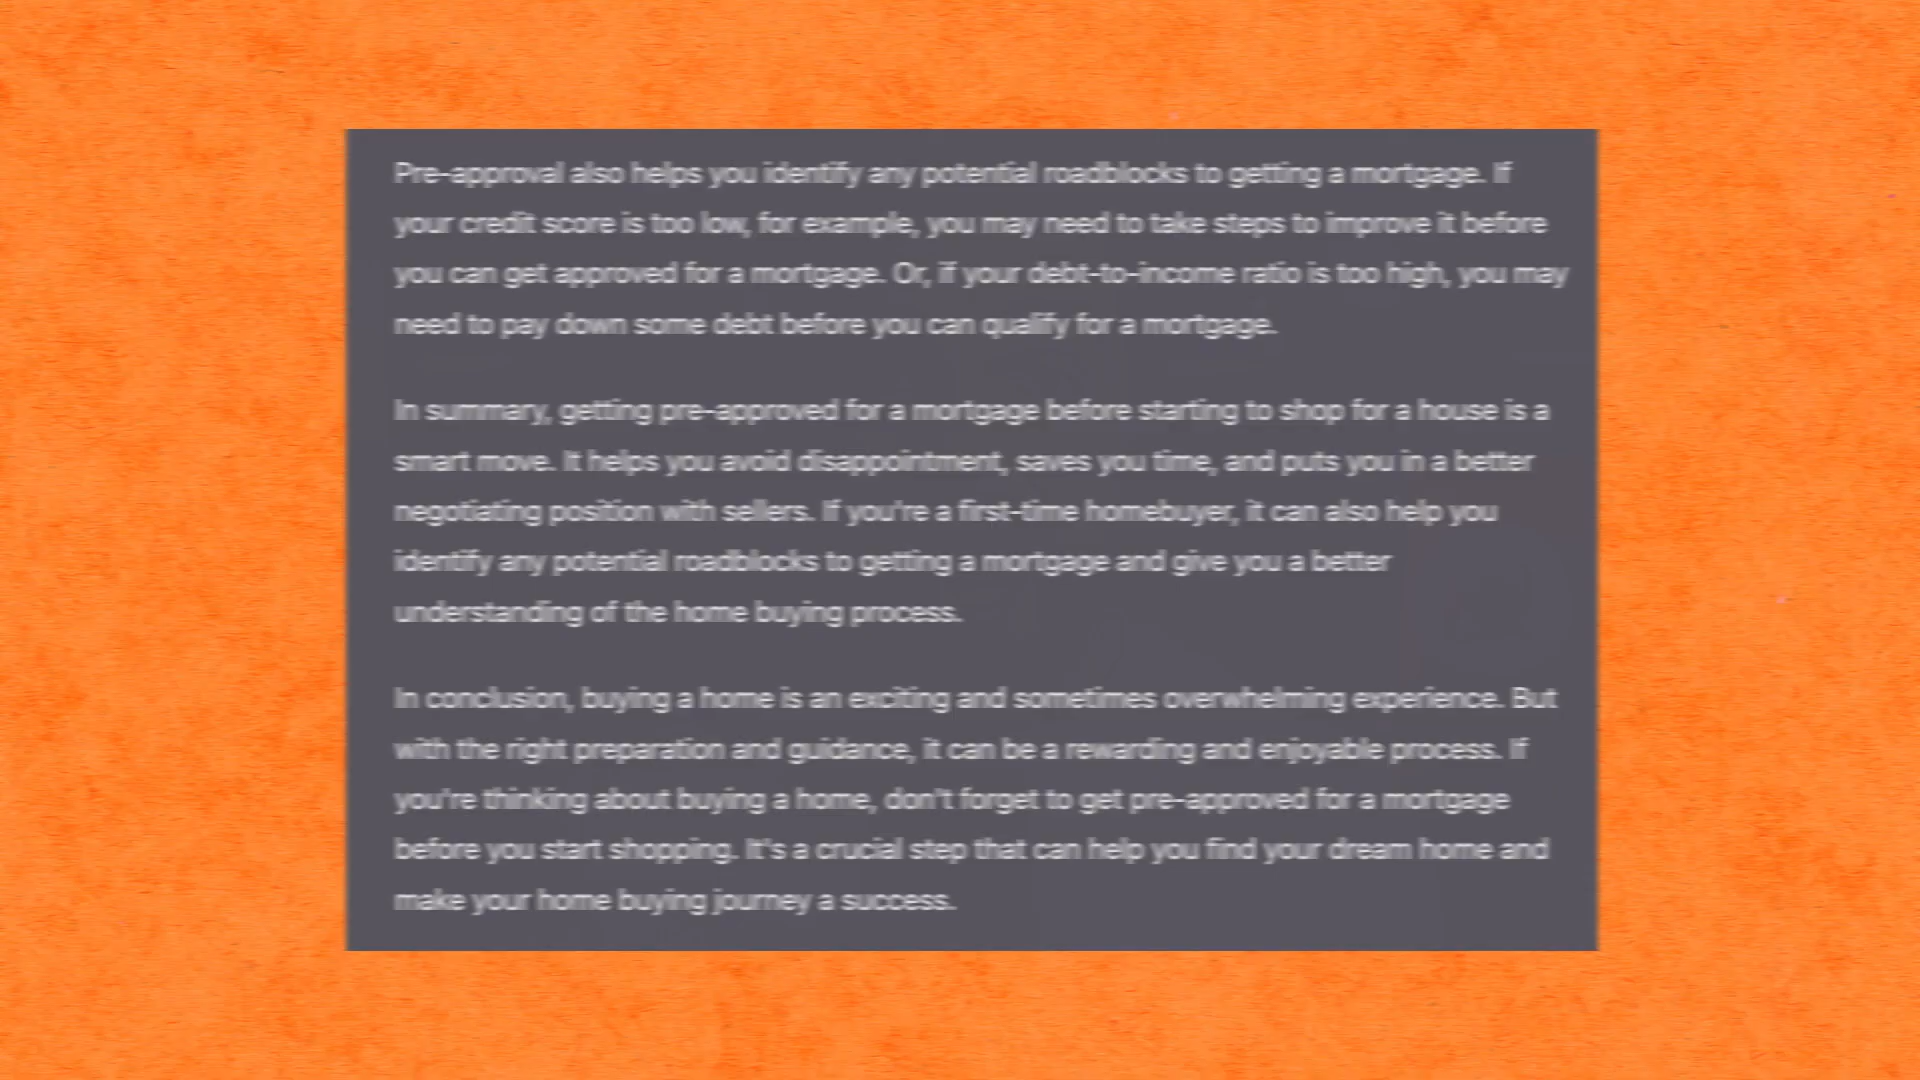 Pre-approval also helps you identify any potential roadblocks to getting a mortgage. If
your credit score is too low, for example, you may need to take steps to improve it before
you can get approved for a mortgage. Or, if your debt-to-income ratio is too high, you may
need to pay down some debt before you can qualify for a mortgage.
In summary, getting pre-approved for a mortgage before starting to shop for a house is a
smart move. It helps you avoid disappointment, saves you time, and puts you in a better
negotiating position with sellers. If you're a first-time homebuyer, it can also help you
identify any potential roadblocks to getting a mortgage and give you a better
understanding of the home buying process.
In conclusion, buying a home is an exciting and sometimes overwhelming experience. But
with the right preparation and guidance, it can be a rewarding and enjoyable process. If
you're thinking about buying a home, don't forget to get pre-approved for a mortgage
before you start shopping. It's a crucial step that can help you find your dream home and
make your home buying journey a success.